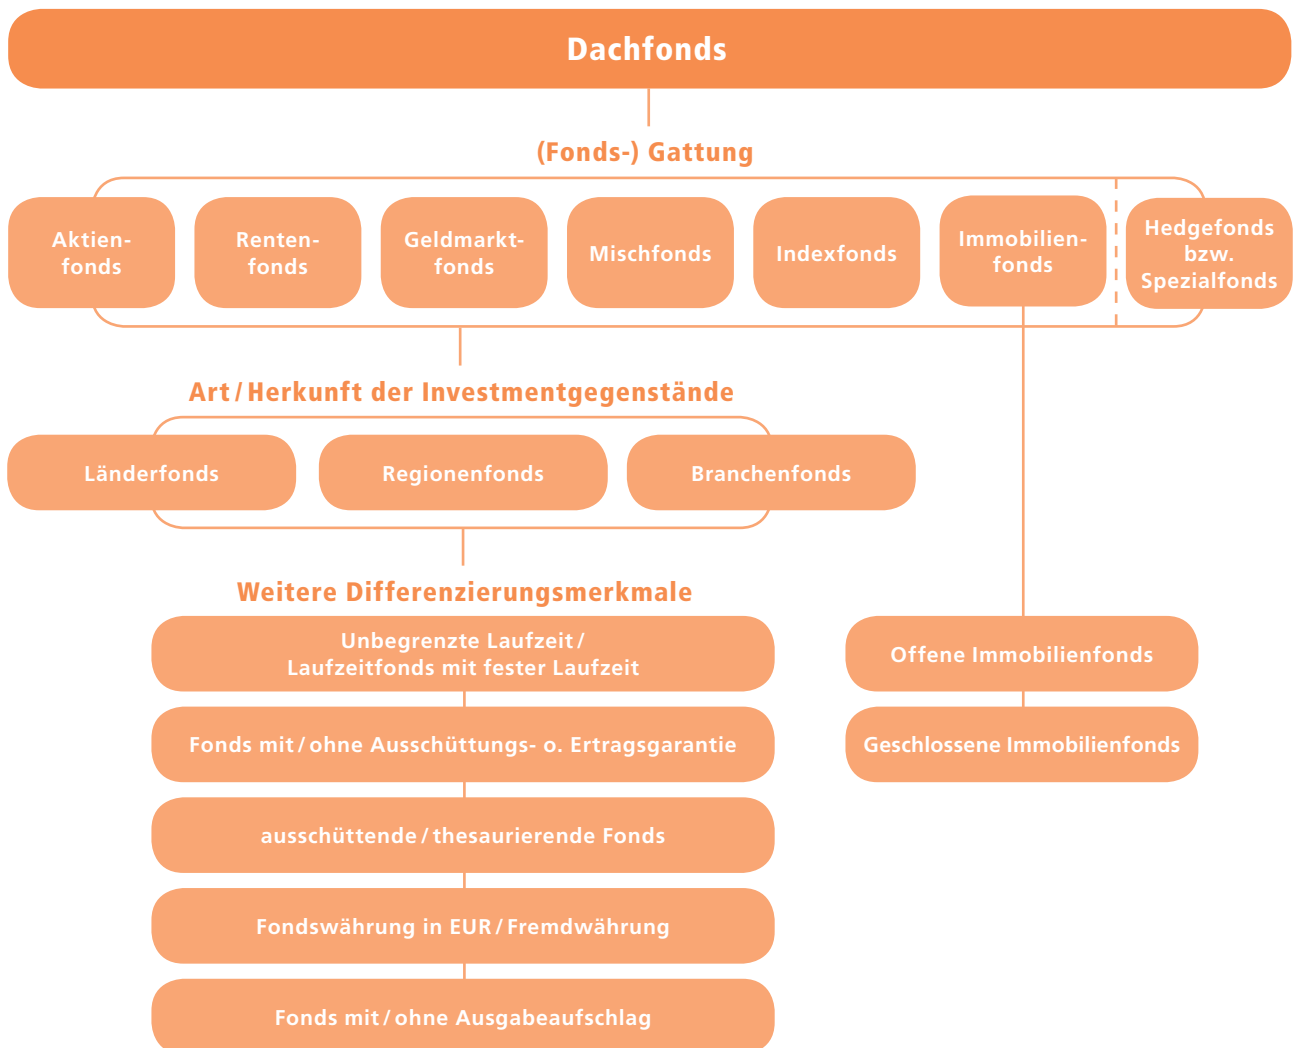 Dachfonds
(Fonds-) Gattung
Aktien-
fonds
Renten-
fonds
Geldmarkt-
fonds
Mischfonds
Indexfonds
Immobilien-
fonds
Hedgefonds
bzw.
Spezialfonds
Art / Herkunft der Investmentgegenstände
Länderfonds
Regionenfonds
Branchenfonds
Weitere Differenzierungsmerkmale
Unbegrenzte Laufzeit /
Laufzeitfonds mit fester Laufzeit
Fonds mit / ohne Ausschüttungs- o. Ertragsgarantie
ausschüttende / thesaurierende Fonds
Fondswährung in EUR / Fremdwährung
Fonds mit / ohne Ausgabeaufschlag
Offene Immobilienfonds
Geschlossene Immobilienfonds